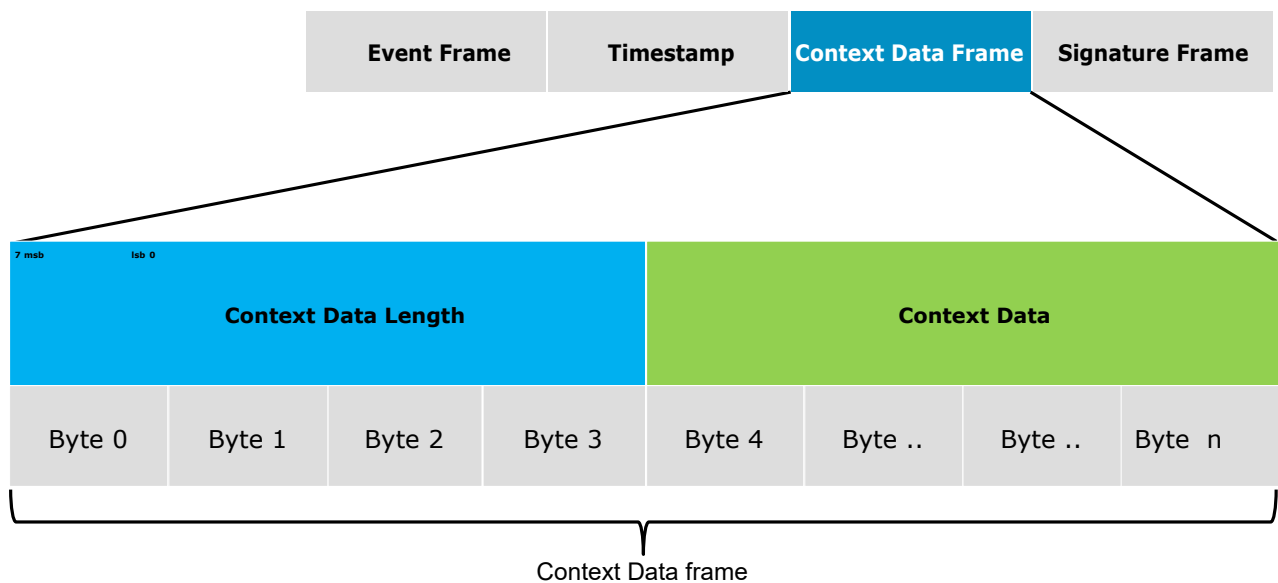 Event Frame Timestamp Context Data Frame Signature Frame
7 msb lsb 0
Context Data Length Context Data
Byte 0 Byte 1 Byte 2 Byte 3 Byte 4 Byte .. Byte .. Byte n
Context Data frame